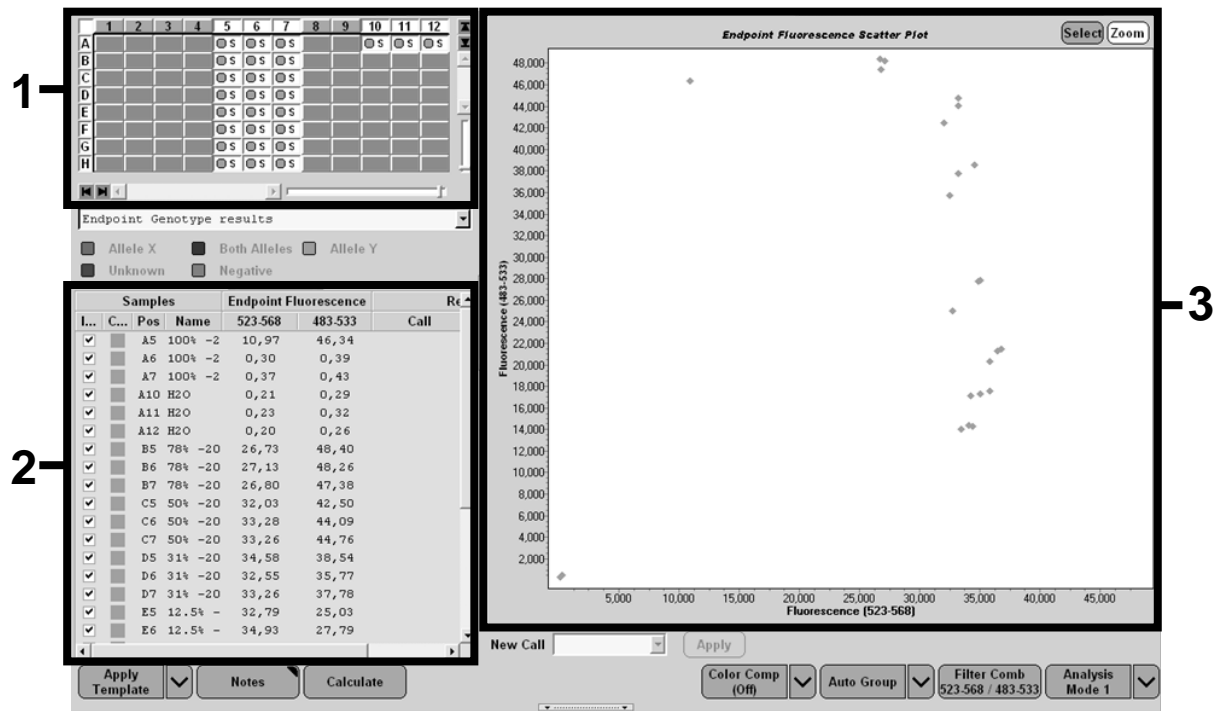 1 2 3 4 5 6 7 8 9 10 11 12
A S S S S S S
B S S S
C S S S
D S S S
E S S S
F S S S
G S S S
H S S S
1
Endpoint Genotype results
Allele X Both Alleles Allele Y
Unknown Negative
Samples Endpoint Fluorescence Re
I... C... Pos Name 523-568 483-533 Call
A5 100% -2 10,97 46,34
A6 100% -2 0,30 0,39
A7 100% -2 0,37 0,43
A10 H2O 0,21 0,29
A11 H2O 0,23 0,32
A12 H2O 0,20 0,26
B5 78% -20 26,73 48,40
B6 78% -20 27,13 48,26
B7 78% -20 26,80 47,38
C5 50% -20 32,03 42,50
C6 50% -20 33,28 44,09
C7 50% -20 33,26 44,76
D5 31% -20 34,58 38,54
D6 31% -20 32,55 35,77
D7 31% -20 33,26 37,78
E5 12.5% - 32,79 25,03
E6 12.5% - 34,93 27,79
2
Apply Template
Notes
Calculate
Endpoint Fluorescence Scatter Plot
Select Zoom
48,000
46,000
44,000
42,000
40,000
38,000
36,000
34,000
32,000
30,000
28,000
26,000
24,000
22,000
20,000
18,000
16,000
14,000
12,000
10,000
8,000
6,000
4,000
2,000
Fluorescence (483-533)
5,000 10,000 15,000 20,000 25,000 30,000 35,000 40,000 45,000
Fluorescence (523-568)
3
New Call Apply
Color Comp (Off)
Auto Group
Filter Comb 523-568 / 483-533
Analysis Mode 1